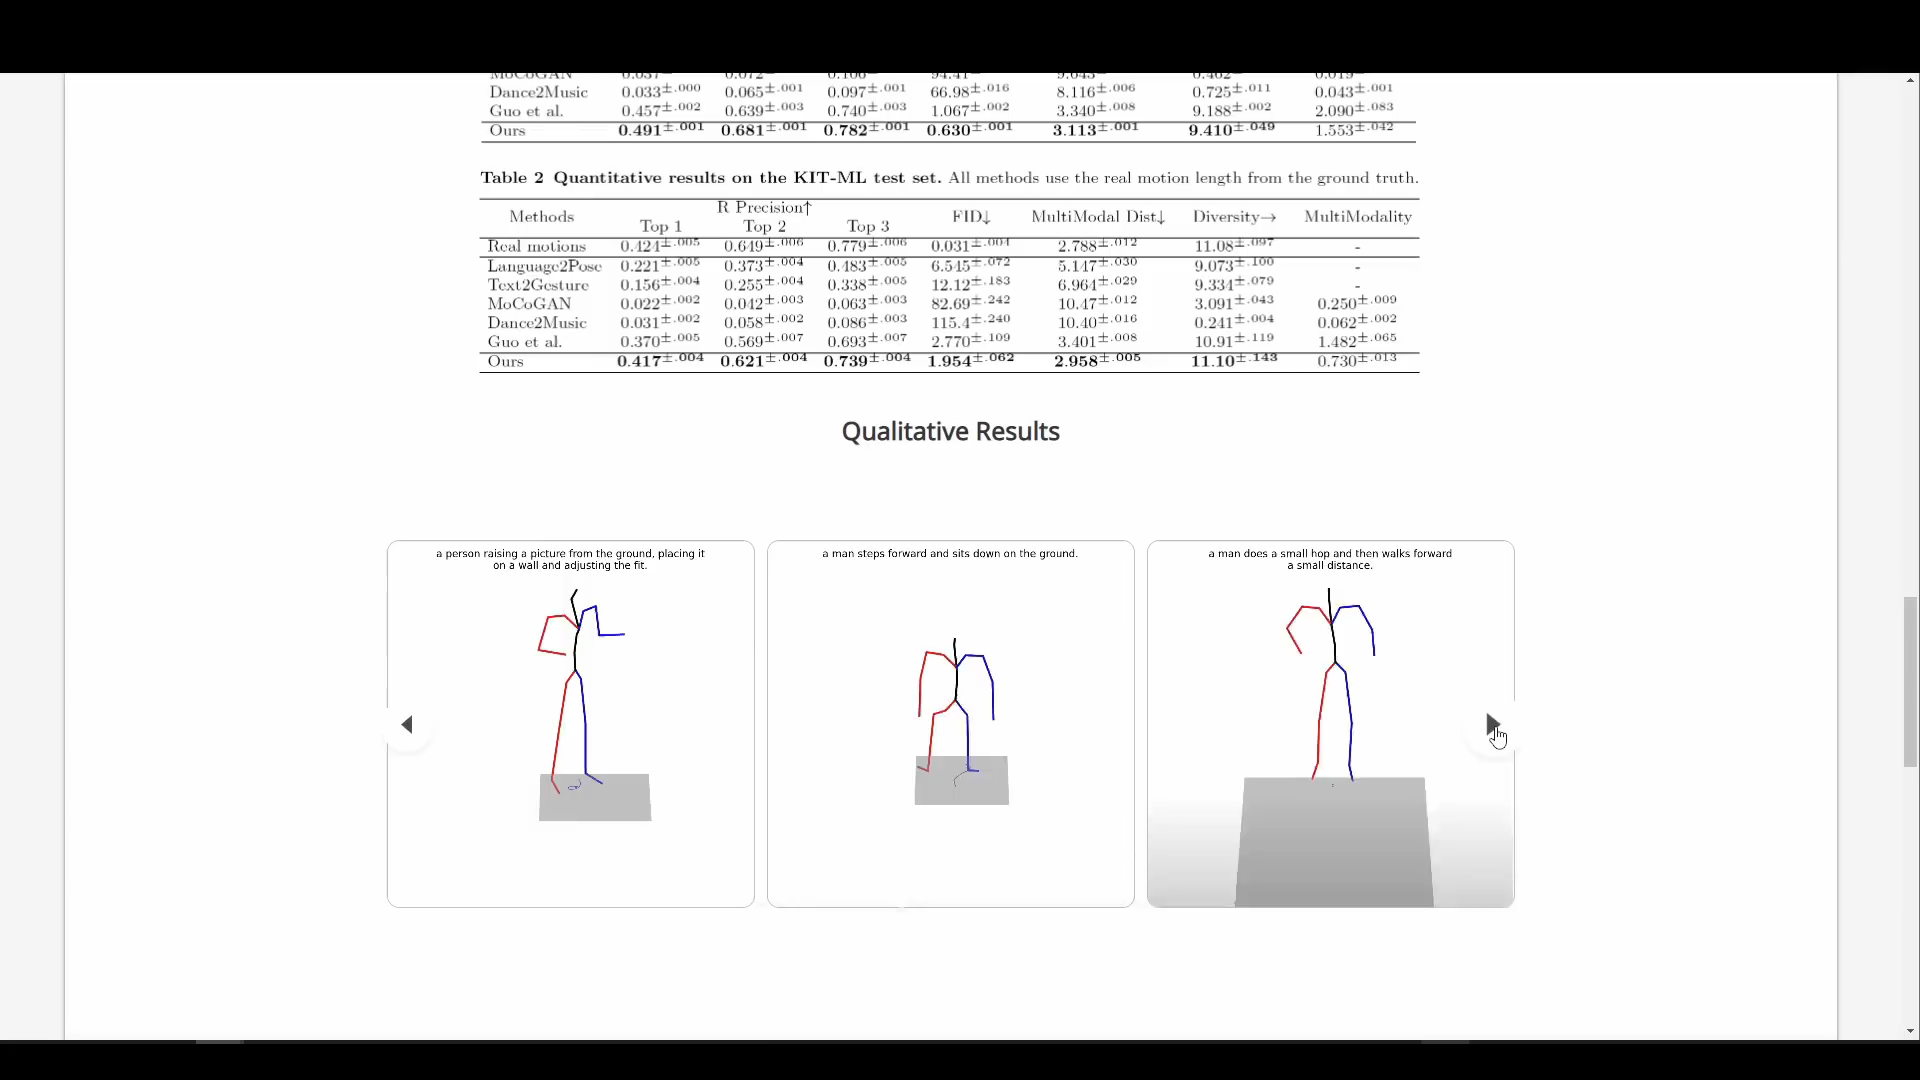 MoCoGAN 0.037± 0.072± 0.106± 94.41± 9.643± 0.462± 0.019±
Dance2Music 0.033±.000 0.065±.001 0.097±.001 66.98±.016 8.116±.006 0.725±.011 0.043±.001
Guo et al. 0.457±.002 0.639±.003 0.740±.003 1.067±.002 3.340±.008 9.188±.002 2.090±.083
Ours 0.491±.001 0.681±.001 0.782±.001 0.630±.001 3.113±.001 9.410±.049 1.553±.042
Table 2 Quantitative results on the KIT-ML test set. All methods use the real motion length from the ground truth.
Methods R Precision↑ FID↓ MultiModal Dist↓ Diversity→ MultiModality
Top 1 Top 2 Top 3
Real motions 0.424±.005 0.649±.006 0.779±.006 0.031±.004 2.788±.012 11.08±.097 -
Language2Pose 0.221±.005 0.373±.004 0.483±.005 6.545±.072 5.147±.030 9.073±.100 -
Text2Gesture 0.156±.004 0.255±.004 0.338±.005 12.12±.183 6.964±.029 9.334±.079 -
MoCoGAN 0.022±.002 0.042±.003 0.063±.003 82.69±.242 10.47±.012 3.091±.043 0.250±.009
Dance2Music 0.031±.002 0.058±.002 0.086±.003 115.4±.240 10.40±.016 0.241±.004 0.062±.002
Guo et al. 0.370±.005 0.569±.007 0.693±.007 2.770±.109 3.401±.008 10.91±.119 1.482±.065
Ours 0.417±.004 0.621±.004 0.739±.004 1.954±.062 2.958±.005 11.10±.143 0.730±.013
Qualitative Results
a person raising a picture from the ground, placing it
on a wall and adjusting the fit.
a man steps forward and sits down on the ground.
a man does a small hop and then walks forward
a small distance.